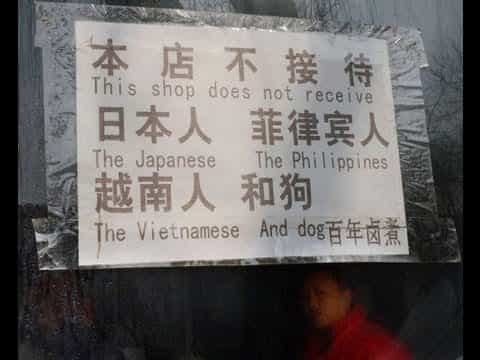 本店不接待
This shop does not receive
日本人 菲律宾人
The Japanese The Philippines
越南人 和狗
The Vietnamese And dog百年卤煮